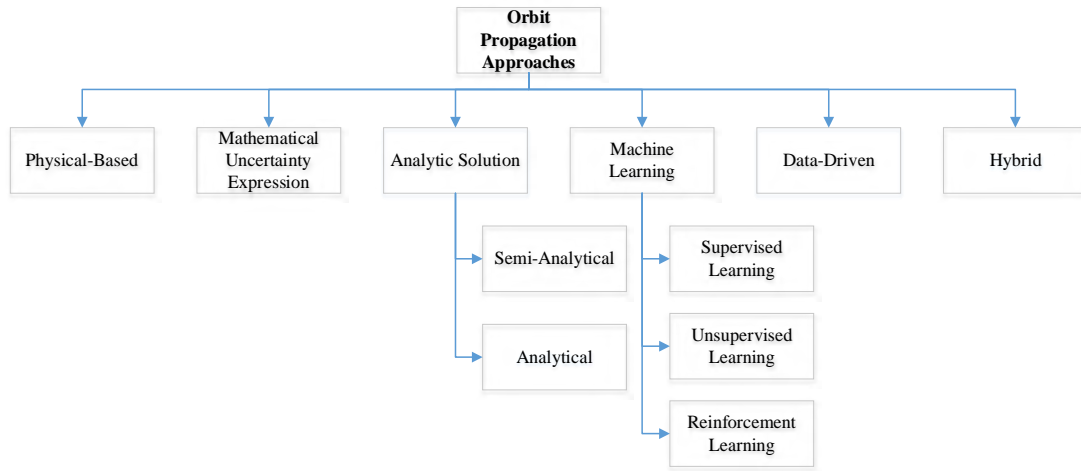 Orbit
Propagation
Approaches
Physical-Based
Mathematical
Uncertainty
Expression
Analytic Solution
Machine
Learning
Data-Driven
Hybrid
Semi-Analytical
Analytical
Supervised
Learning
Unsupervised
Learning
Reinforcement
Learning